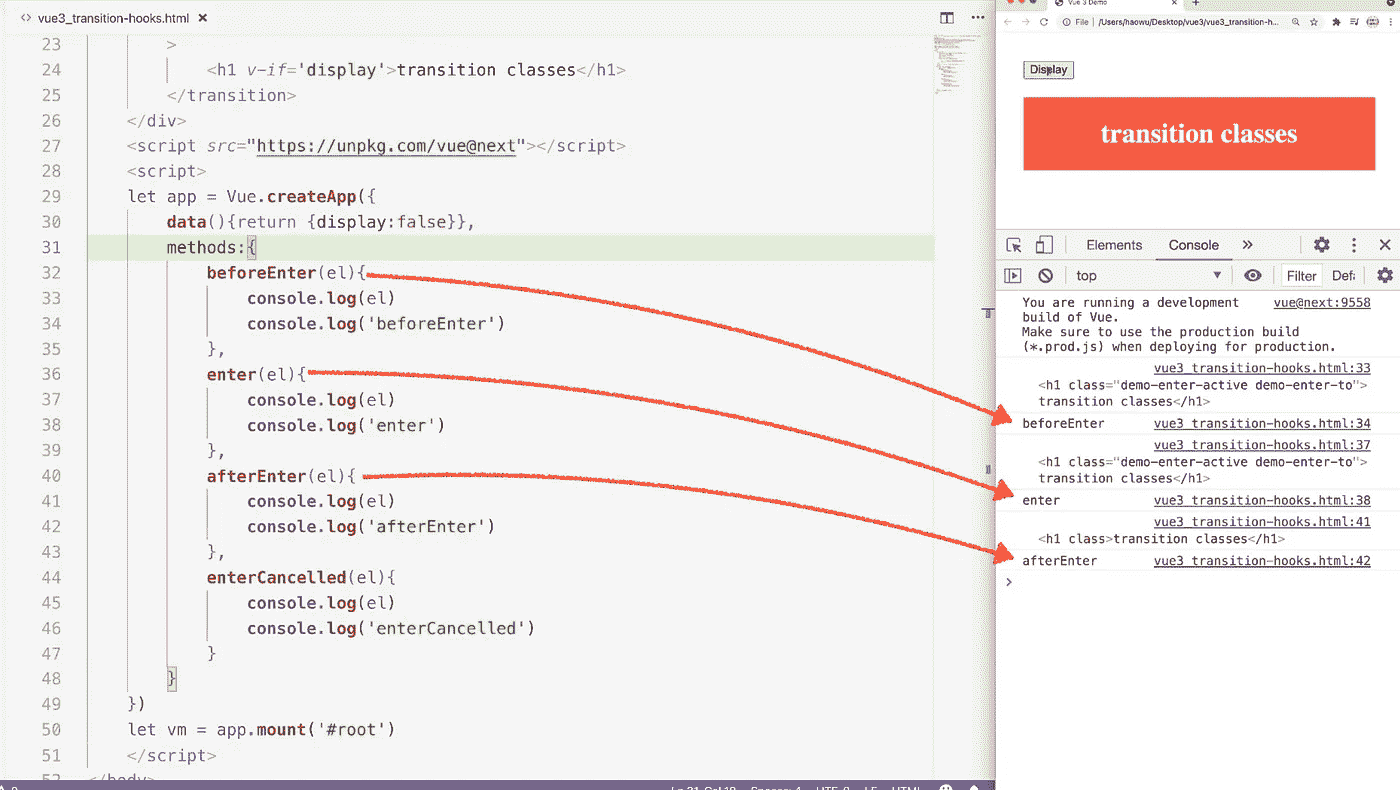 vue3_transition-hooks.html
23 >
24 <h1 v-if='display'>transition classes</h1>
25 </transition>
26 </div>
27 <script src="https://unpkg.com/vue@next"></script>
28 <script>
29 let app = Vue.createApp({
30 data(){return {display:false}},
31 methods:{
32 beforeEnter(el){
33 console.log(el)
34 console.log('beforeEnter')
35 },
36 enter(el){
37 console.log(el)
38 console.log('enter')
39 },
40 afterEnter(el){
41 console.log(el)
42 console.log('afterEnter')
43 },
44 enterCancelled(el){
45 console.log(el)
46 console.log('enterCancelled')
47 }
48 }
49 })
50 let vm = app.mount('#root')
51 </script>
52 </body>
Vue 3 Demo
File /Users/haowu/Desktop/vue3/vue3_transition-h...
Display
transition classes
Elements Console
top Filter
You are running a development vue@next:9558
build of Vue.
Make sure to use the production build
(*.prod.js) when deploying for production.
vue3_transition-hooks.html:33
<h1 class="demo-enter-active demo-enter-to">
transition classes</h1>
beforeEnter vue3_transition-hooks.html:34
vue3_transition-hooks.html:37
<h1 class="demo-enter-active demo-enter-to">
transition classes</h1>
enter vue3_transition-hooks.html:38
vue3_transition-hooks.html:41
<h1 class>transition classes</h1>
afterEnter vue3_transition-hooks.html:42